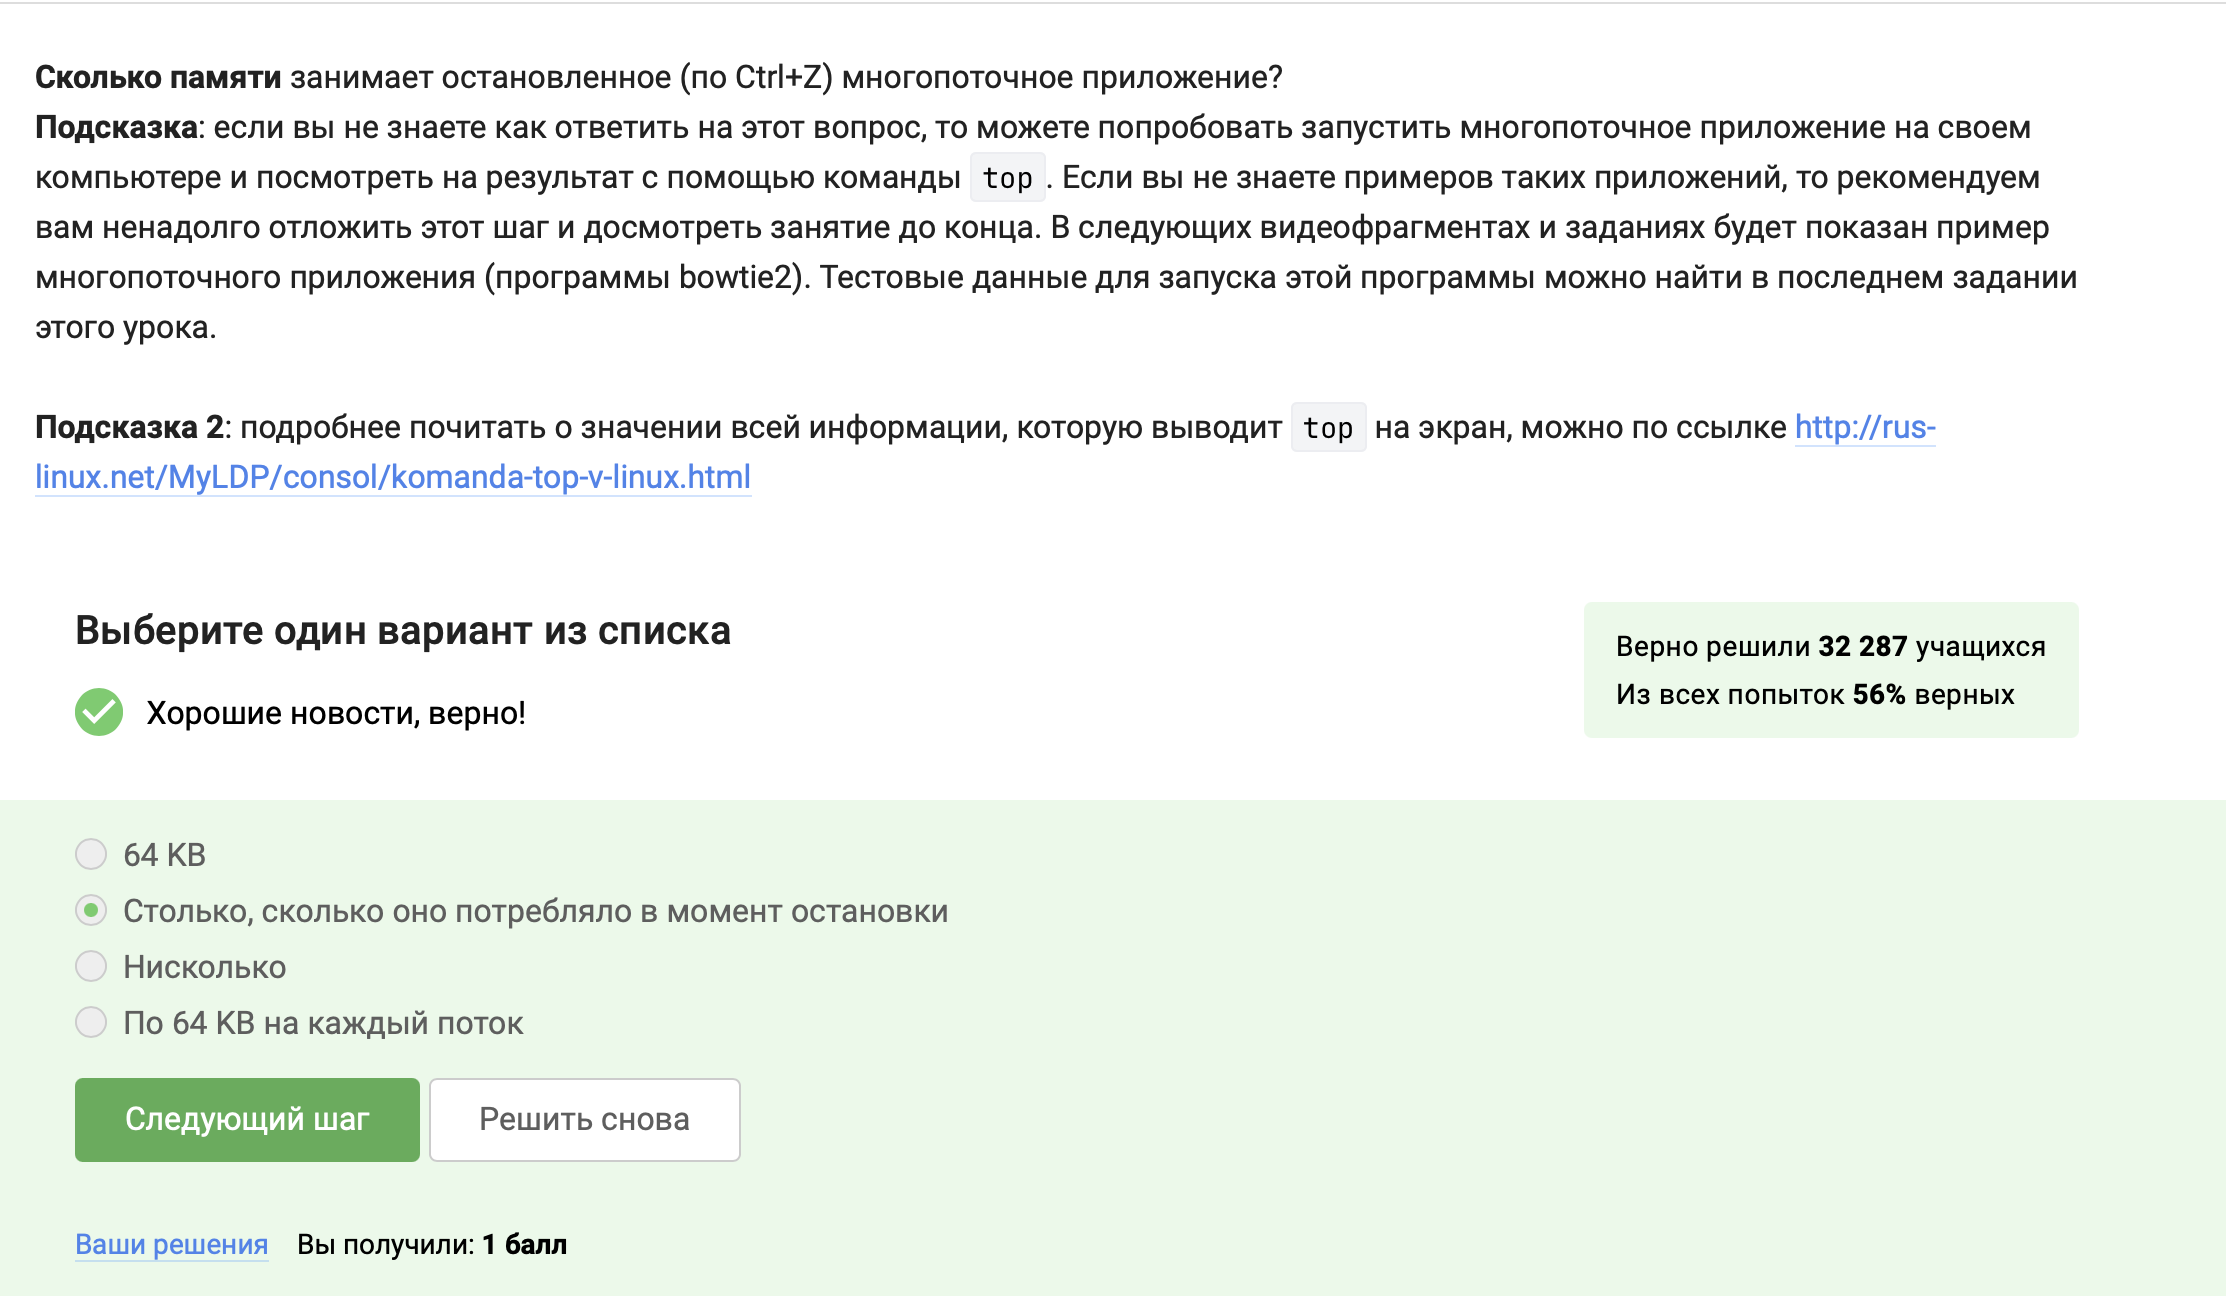 Сколько памяти занимает остановленное (по Ctrl+Z) многопоточное приложение?
Подсказка: если вы не знаете как ответить на этот вопрос, то можете попробовать запустить многопоточное приложение на своем
компьютере и посмотреть на результат с помощью команды top. Если вы не знаете примеров таких приложений, то рекомендуем
вам ненадолго отложить этот шаг и досмотреть занятие до конца. В следующих видеофрагментах и заданиях будет показан пример
многопоточного приложения (программы bowtie2). Тестовые данные для запуска этой программы можно найти в последнем задании
этого урока.
Подсказка 2: подробнее почитать о значении всей информации, которую выводит top на экран, можно по ссылке http://rus-
linux.net/MyLDP/consol/komanda-top-v-linux.html
Выберите один вариант из списка
Хорошие новости, верно!
Верно решили 32 287 учащихся
Из всех попыток 56% верных
64 KB
Столько, сколько оно потребляло в момент остановки
Нисколько
По 64 KB на каждый поток
Следующий шаг
Решить снова
Ваши решения Вы получили: 1 балл